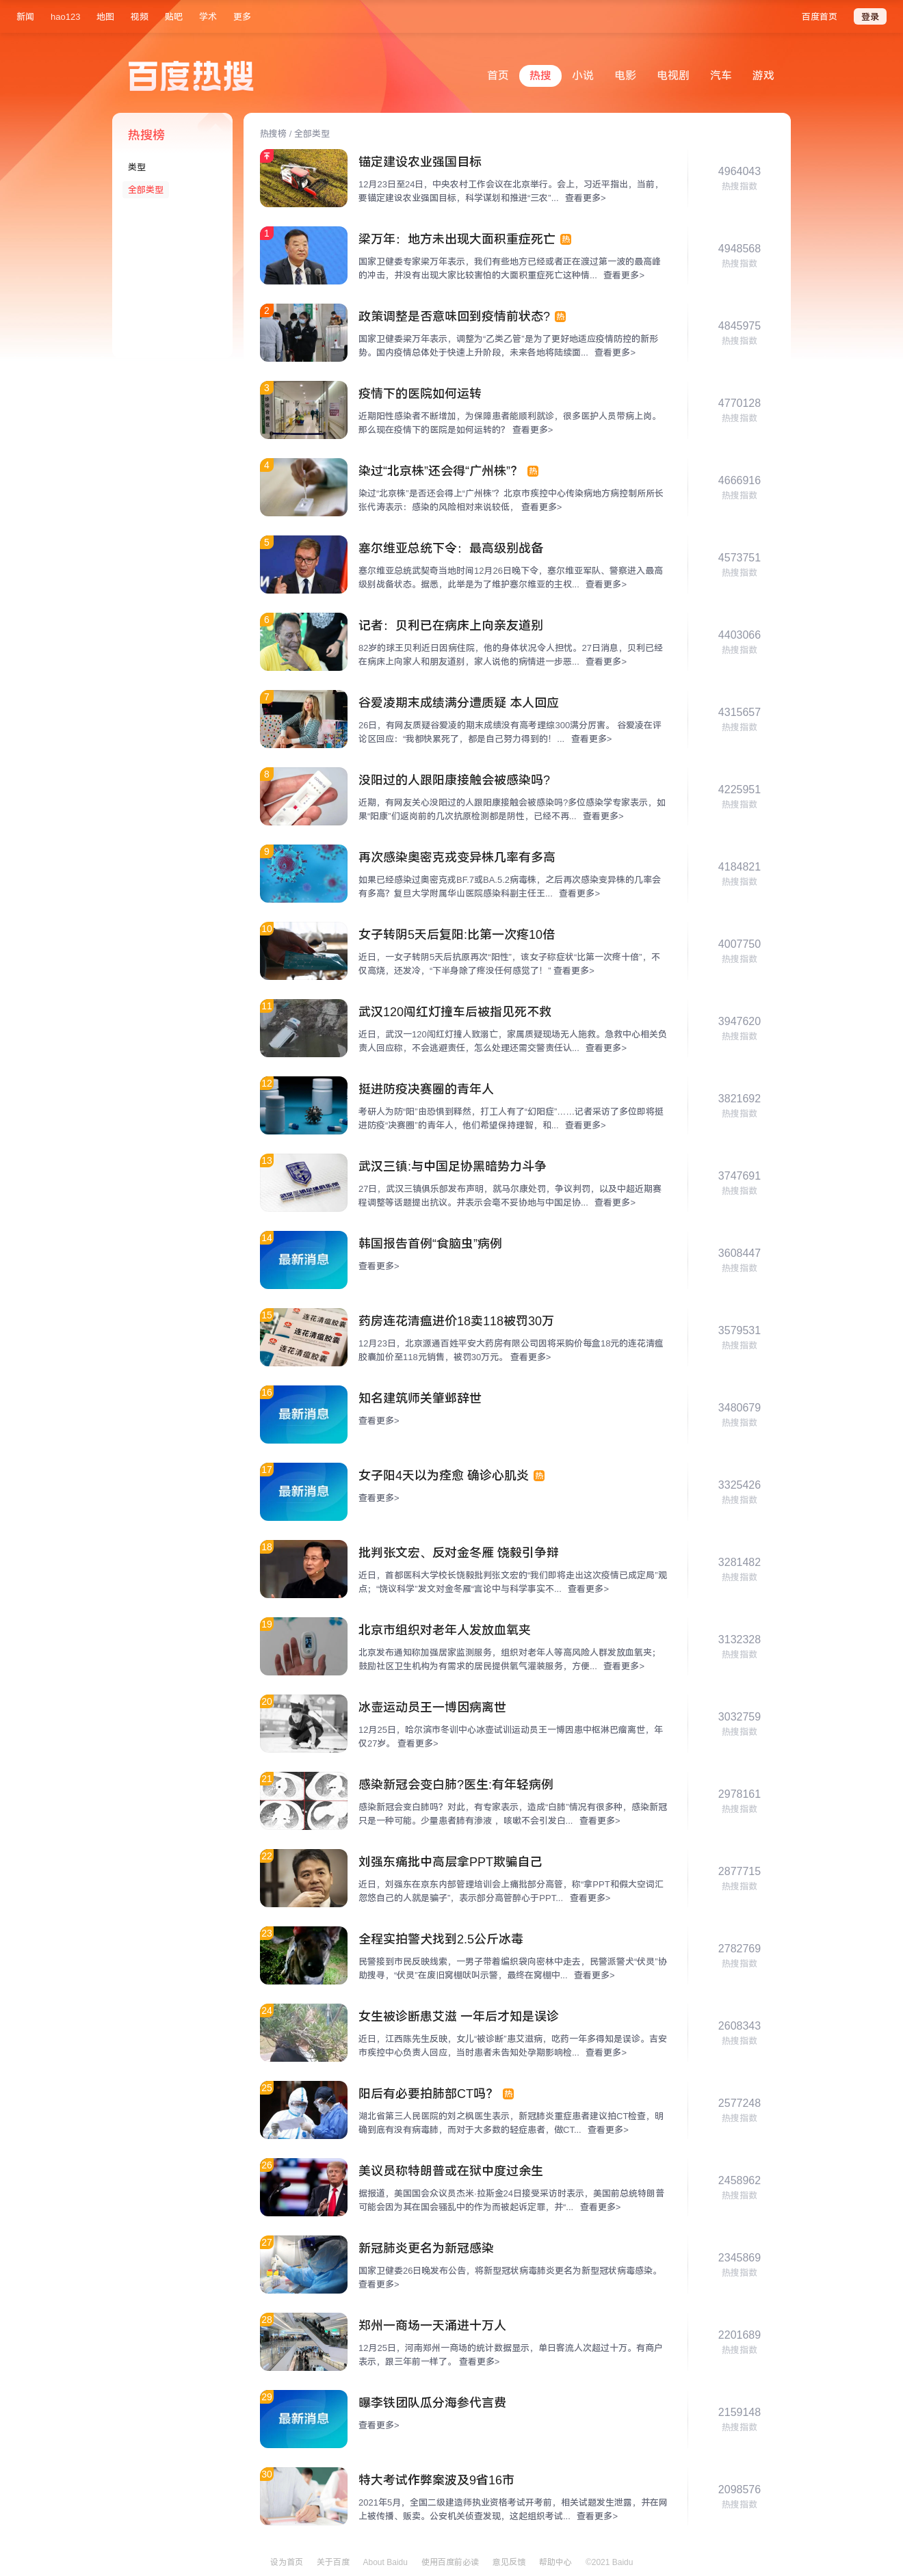 新闻 hao123 地图 视频 贴吧 学术 更多 百度首页 登录
百度热搜
首页 热搜 小说 电影 电视剧 汽车 游戏
热搜榜
类型
全部类型
热搜榜 / 全部类型
锚定建设农业强国目标
12月23日至24日，中央农村工作会议在北京举行。会上，习近平指出，当前，
要锚定建设农业强国目标，科学谋划和推进“三农”... 查看更多>
4964043
热搜指数
1
梁万年：地方未出现大面积重症死亡 热
国家卫健委专家梁万年表示，我们有些地方已经或者正在渡过第一波的最高峰
的冲击，并没有出现大家比较害怕的大面积重症死亡这种情... 查看更多>
4948568
热搜指数
2
政策调整是否意味回到疫情前状态? 热
国家卫健委梁万年表示，调整为“乙类乙管”是为了更好地适应疫情防控的新形
势。国内疫情总体处于快速上升阶段，未来各地将陆续面... 查看更多>
4845975
热搜指数
3
疫情下的医院如何运转
近期阳性感染者不断增加，为保障患者能顺利就诊，很多医护人员带病上岗。
那么现在疫情下的医院是如何运转的？ 查看更多>
4770128
热搜指数
4
染过“北京株”还会得“广州株”？ 热
染过“北京株”是否还会得上“广州株”？北京市疾控中心传染病地方病控制所所长
张代涛表示：感染的风险相对来说较低， 查看更多>
4666916
热搜指数
5
塞尔维亚总统下令：最高级别战备
塞尔维亚总统武契奇当地时间12月26日晚下令，塞尔维亚军队、警察进入最高
级别战备状态。据悉，此举是为了维护塞尔维亚的主权... 查看更多>
4573751
热搜指数
6
记者：贝利已在病床上向亲友道别
82岁的球王贝利近日因病住院，他的身体状况令人担忧。27日消息，贝利已经
在病床上向家人和朋友道别，家人说他的病情进一步恶... 查看更多>
4403066
热搜指数
7
谷爱凌期末成绩满分遭质疑 本人回应
26日，有网友质疑谷爱凌的期末成绩没有高考理综300满分厉害。 谷爱凌在评
论区回应：“我都快累死了，都是自己努力得到的！... 查看更多>
4315657
热搜指数
8
没阳过的人跟阳康接触会被感染吗?
近期，有网友关心没阳过的人跟阳康接触会被感染吗?多位感染学专家表示，如
果“阳康”们返岗前的几次抗原检测都是阴性，已经不再... 查看更多>
4225951
热搜指数
9
再次感染奥密克戎变异株几率有多高
如果已经感染过奥密克戎BF.7或BA.5.2病毒株，之后再次感染变异株的几率会
有多高？复旦大学附属华山医院感染科副主任王... 查看更多>
4184821
热搜指数
10
女子转阴5天后复阳:比第一次疼10倍
近日，一女子转阴5天后抗原再次“阳性”，该女子称症状“比第一次疼十倍”，不
仅高烧，还发冷，“下半身除了疼没任何感觉了！” 查看更多>
4007750
热搜指数
11
武汉120闯红灯撞车后被指见死不救
近日，武汉一120闯红灯撞人致溺亡，家属质疑现场无人施救。急救中心相关负
责人回应称，不会逃避责任，怎么处理还需交警责任认... 查看更多>
3947620
热搜指数
12
挺进防疫决赛圈的青年人
考研人为防“阳”由恐惧到释然，打工人有了“幻阳症”……记者采访了多位即将挺
进防疫“决赛圈”的青年人，他们希望保持理智，和... 查看更多>
3821692
热搜指数
13
武汉三镇:与中国足协黑暗势力斗争
27日，武汉三镇俱乐部发布声明，就马尔康处罚，争议判罚，以及中超近期赛
程调整等话题提出抗议。并表示会毫不妥协地与中国足协... 查看更多>
3747691
热搜指数
14
最新消息
韩国报告首例“食脑虫”病例
查看更多>
3608447
热搜指数
15
连花清瘟胶囊
连花清瘟胶囊
药房连花清瘟进价18卖118被罚30万
12月23日，北京源通百姓平安大药房有限公司因将采购价每盒18元的连花清瘟
胶囊加价至118元销售，被罚30万元。 查看更多>
3579531
热搜指数
16
最新消息
知名建筑师关肇邺辞世
查看更多>
3480679
热搜指数
17
最新消息
女子阳4天以为痊愈 确诊心肌炎 热
查看更多>
3325426
热搜指数
18
批判张文宏、反对金冬雁 饶毅引争辩
近日，首都医科大学校长饶毅批判张文宏的“我们即将走出这次疫情已成定局”观
点；“饶议科学”发文对金冬雁“言论中与科学事实不... 查看更多>
3281482
热搜指数
19
北京市组织对老年人发放血氧夹
北京发布通知称加强居家监测服务，组织对老年人等高风险人群发放血氧夹；
鼓励社区卫生机构为有需求的居民提供氧气灌装服务，方便... 查看更多>
3132328
热搜指数
20
冰壶运动员王一博因病离世
12月25日，哈尔滨市冬训中心冰壶试训运动员王一博因患中枢淋巴瘤离世，年
仅27岁。 查看更多>
3032759
热搜指数
21
感染新冠会变白肺?医生:有年轻病例
感染新冠会变白肺吗？对此，有专家表示，造成“白肺”情况有很多种，感染新冠
只是一种可能。少量患者肺有渗液 ，咳嗽不会引发白... 查看更多>
2978161
热搜指数
22
刘强东痛批中高层拿PPT欺骗自己
近日，刘强东在京东内部管理培训会上痛批部分高管，称“拿PPT和假大空词汇
忽悠自己的人就是骗子”，表示部分高管醉心于PPT... 查看更多>
2877715
热搜指数
23
全程实拍警犬找到2.5公斤冰毒
民警接到市民反映线索，一男子带着编织袋向密林中走去，民警派警犬“伏灵”协
助搜寻，“伏灵”在废旧窝棚吠叫示警，最终在窝棚中... 查看更多>
2782769
热搜指数
24
女生被诊断患艾滋 一年后才知是误诊
近日，江西陈先生反映，女儿“被诊断”患艾滋病，吃药一年多得知是误诊。吉安
市疾控中心负责人回应，当时患者未告知处孕期影响检... 查看更多>
2608343
热搜指数
25
阳后有必要拍肺部CT吗？ 热
湖北省第三人民医院的刘之枫医生表示，新冠肺炎重症患者建议拍CT检查，明
确到底有没有病毒肺，而对于大多数的轻症患者，做CT... 查看更多>
2577248
热搜指数
26
美议员称特朗普或在狱中度过余生
据报道，美国国会众议员杰米·拉斯金24日接受采访时表示，美国前总统特朗普
可能会因为其在国会骚乱中的作为而被起诉定罪，并“... 查看更多>
2458962
热搜指数
27
新冠肺炎更名为新冠感染
国家卫健委26日晚发布公告，将新型冠状病毒肺炎更名为新型冠状病毒感染。
查看更多>
2345869
热搜指数
28
郑州一商场一天涌进十万人
12月25日，河南郑州一商场的统计数据显示，单日客流人次超过十万。有商户
表示，跟三年前一样了。 查看更多>
2201689
热搜指数
29
最新消息
曝李铁团队瓜分海参代言费
查看更多>
2159148
热搜指数
30
特大考试作弊案波及9省16市
2021年5月，全国二级建造师执业资格考试开考前，相关试题发生泄露，并在网
上被传播、贩卖。公安机关侦查发现，这起组织考试... 查看更多>
2098576
热搜指数
设为首页 关于百度 About Baidu 使用百度前必读 意见反馈 帮助中心 ©2021 Baidu